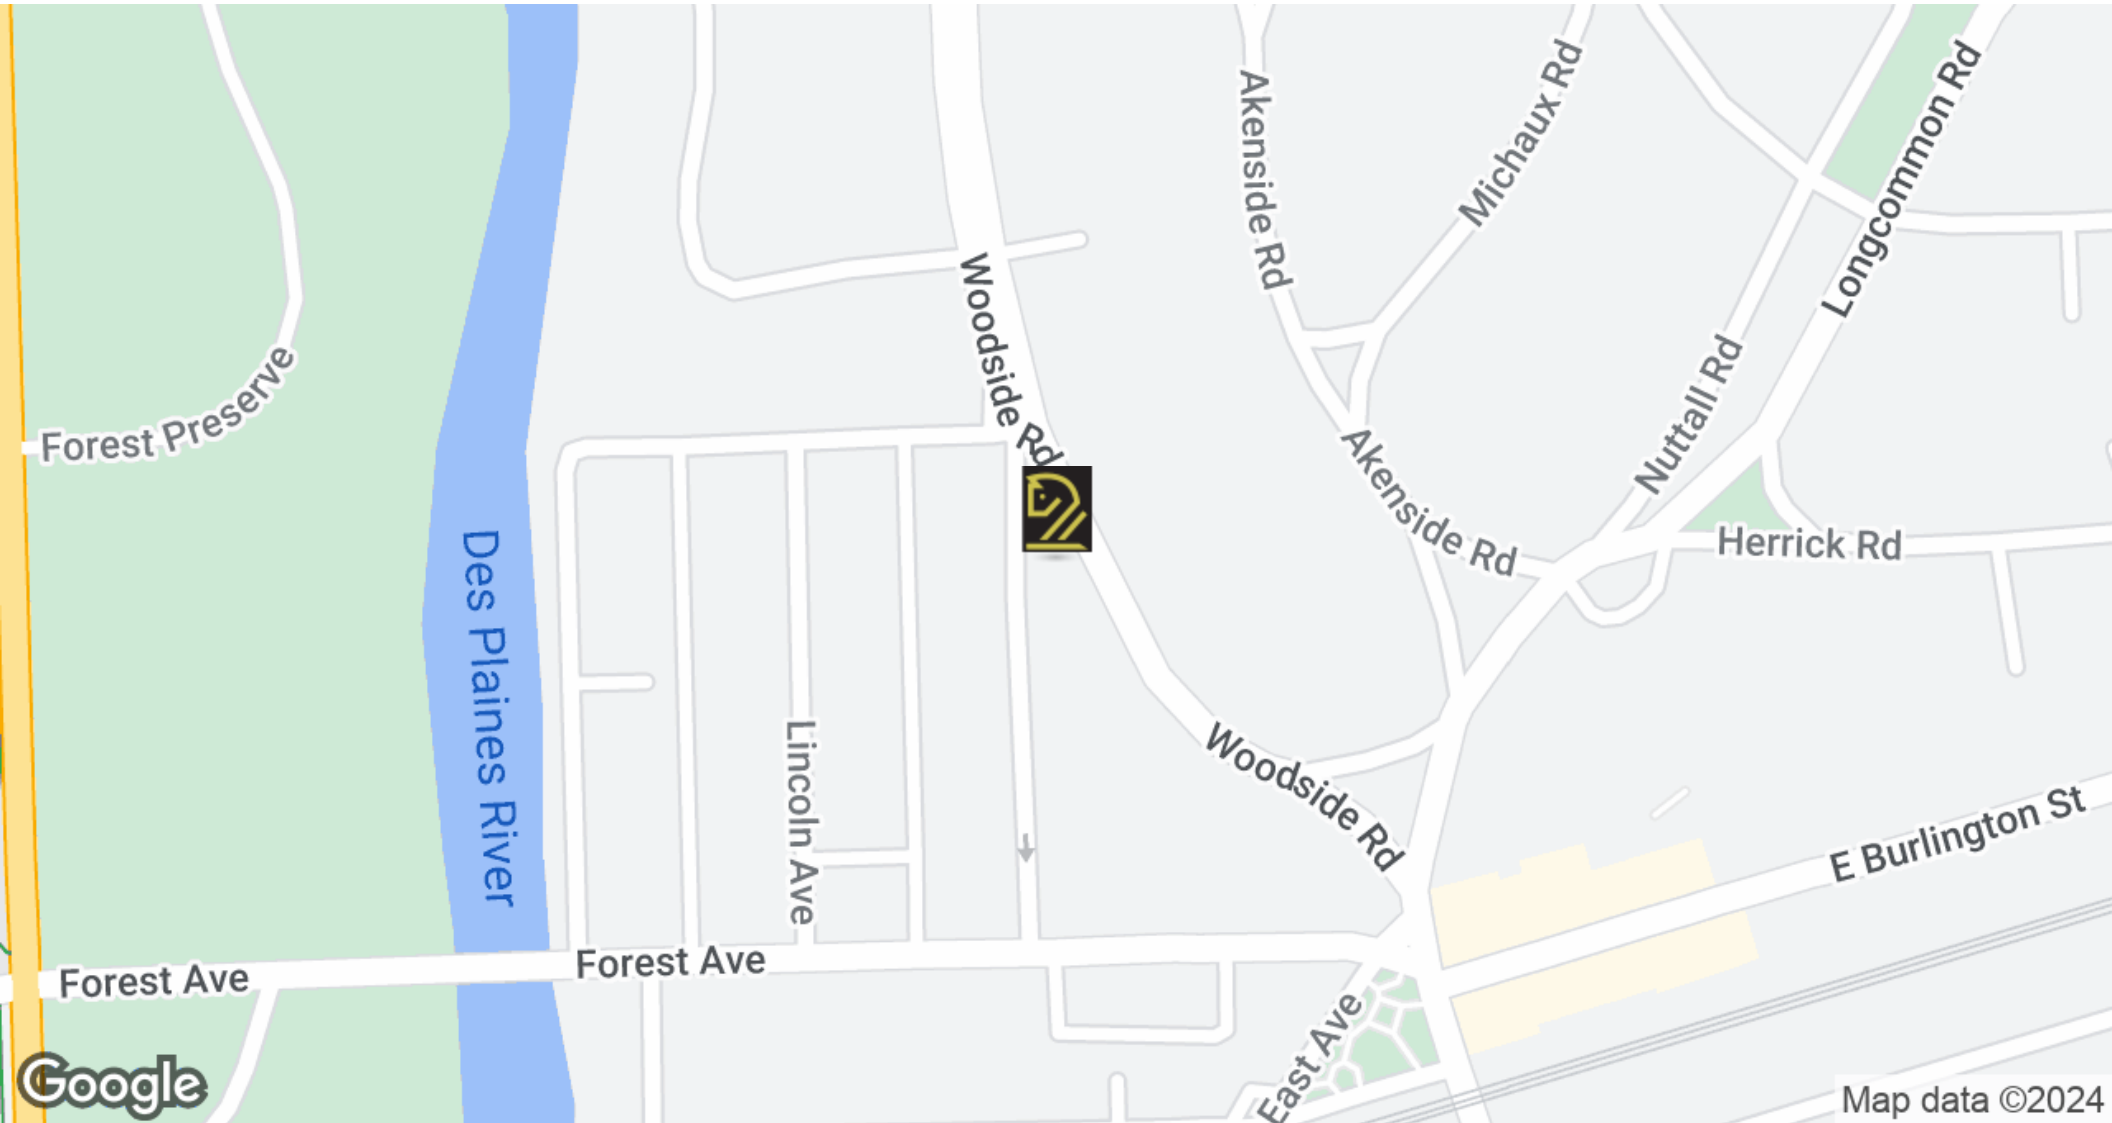 Akenside Rd
Michaux Rd
Longcommon Rd
Woodside Rd
Forest Preserve
Nuttall Rd
Akenside Rd
Herrick Rd
Des Plaines River
Lincoln Ave
Woodside Rd
E Burlington St
Forest Ave
Forest Ave
East Ave
Google
Map data ©2024